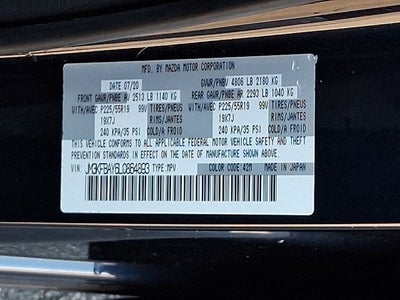 MFD. BY MAZDA MOTOR CORPORATION
DATE 07/20 GVWR/PNBV 4806 LB 2180 KG
FRONT GAWR/PNBE AV 2513 LB 1140 KG REAR GAWR/PNBE AR 2293 LB 1040 KG
WITH/AVEC P225/55R19 99V TIRES/PNEUS WITH/AVEC P225/55R19 99V TIRES/PNEUS
19X7J RIMS/JANTES 19X7J RIMS/JANTES
240 KPA/35 PSI COLD/A FROID 240 KPA/35 PSI COLD/A FROID
THIS VEHICLE CONFORMS TO ALL APPLICABLE FEDERAL MOTOR VEHICLE SAFETY AND THEFT
PREVENTION STANDARDS IN EFFECT ON THE DATE OF MANUFACTURE SHOWN ABOVE.
VIN: JM3KFBAY6L0864893 TYPE:MPV COLOR CODE:42M MADE IN JAPAN